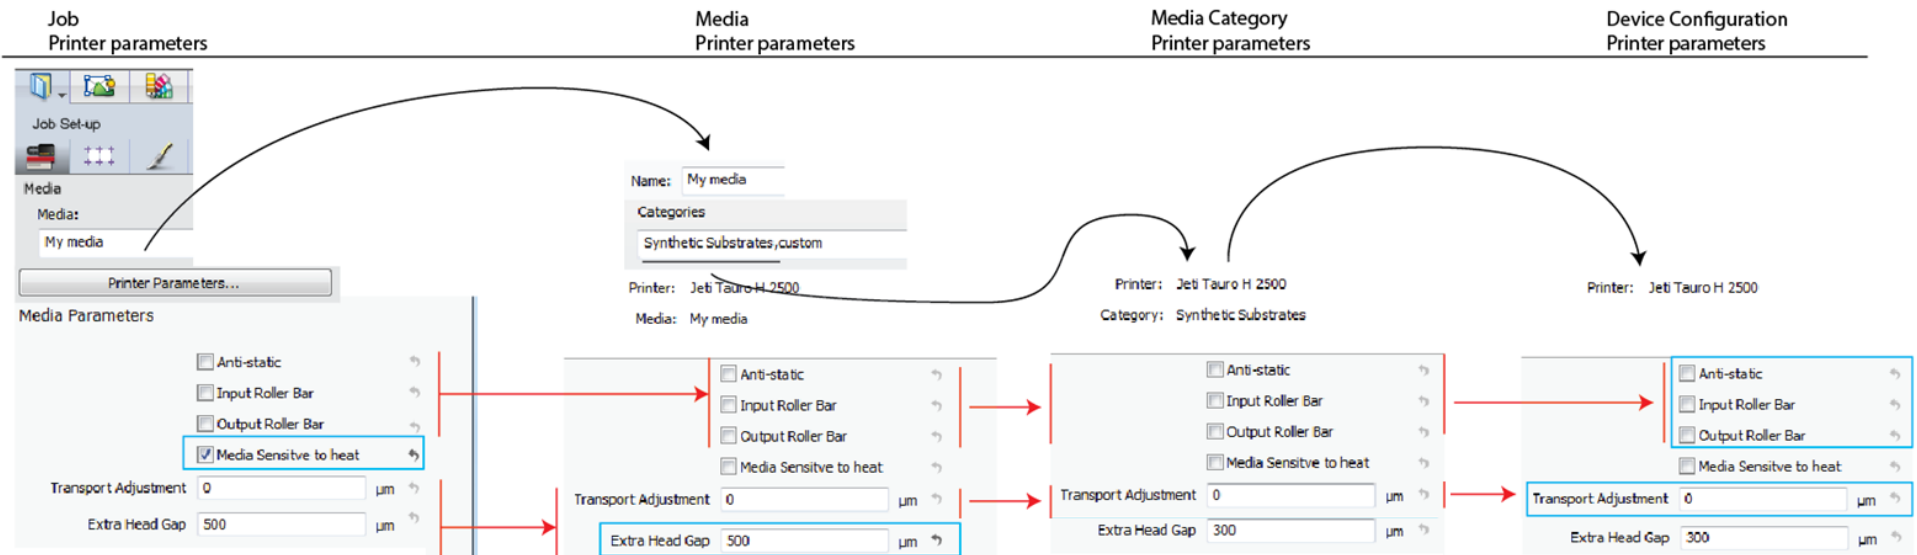 Job
Printer parameters
Media
Printer parameters
Media Category
Printer parameters
Device Configuration
Printer parameters
Job Set-up
Media
Media:
My media
Printer Parameters...
Media Parameters
Anti-static
Input Roller Bar
Output Roller Bar
Media Sensitve to heat
Transport Adjustment 0 µm
Extra Head Gap 500 µm
Name: My media
Categories
Synthetic Substrates,custom
Printer: Jeti Tauro H 2500
Media: My media
Anti-static
Input Roller Bar
Output Roller Bar
Media Sensitve to heat
Transport Adjustment 0 µm
Extra Head Gap 500 µm
Printer: Jeti Tauro H 2500
Category: Synthetic Substrates
Anti-static
Input Roller Bar
Output Roller Bar
Media Sensitve to heat
Transport Adjustment 0 µm
Extra Head Gap 300 µm
Printer: Jeti Tauro H 2500
Anti-static
Input Roller Bar
Output Roller Bar
Media Sensitve to heat
Transport Adjustment 0 µm
Extra Head Gap 300 µm